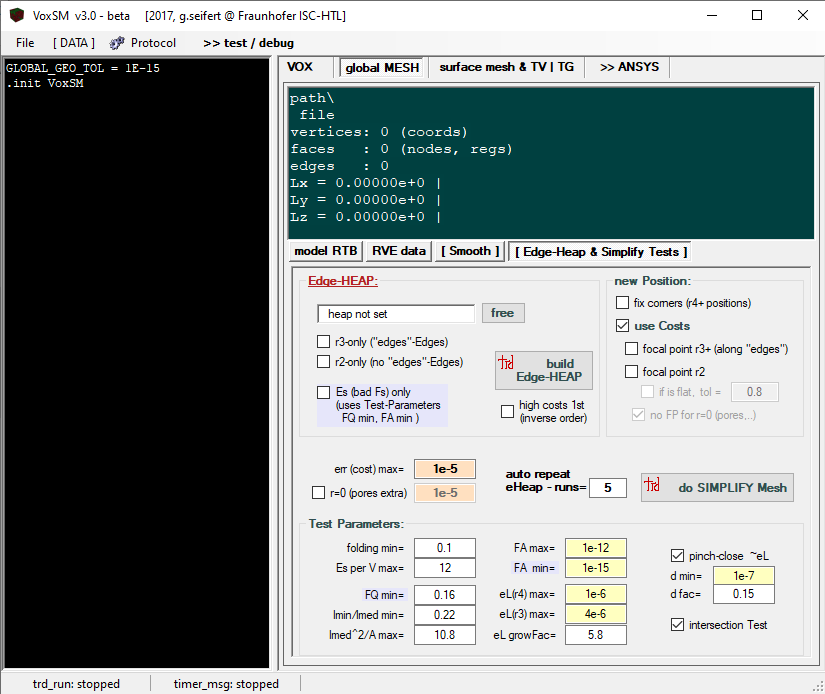 VoxSM v3.0 - beta [2017, g.seifert @ Fraunhofer ISC-HTL]
File [ DATA ] Protocol >> test / debug
GLOBAL_GEO_TOL = 1E-15
.init VoxSM
VOX global MESH surface mesh & TV | TG >> ANSYS
path\
file
vertices: 0 (coords)
faces : 0 (nodes, regs)
edges : 0
Lx = 0.00000e+0 |
Ly = 0.00000e+0 |
Lz = 0.00000e+0 |
model RTB RVE data [ Smooth ] [ Edge-Heap & Simplify Tests ]
Edge-HEAP:
heap not set free
r3-only ("edges"-Edges)
r2-only (no "edges"-Edges)
Es (bad Fs) only
(uses Test-Parameters
FQ min, FA min )
trd build
Edge-HEAP
high costs 1st
(inverse order)
new Position:
fix corners (r4+ positions)
use Costs
focal point r3+ (along "edges")
focal point r2
if is flat, tol = 0.8
no FP for r=0 (pores,..)
err (cost) max= 1e-5
r=0 (pores extra) 1e-5
auto repeat
eHeap - runs= 5
trd do SIMPLIFY Mesh
Test Parameters:
folding min= 0.1
Es per V max= 12
FQ min= 0.16
lmin/lmed min= 0.22
lmed^2/A max= 10.8
FA max= 1e-12
FA min= 1e-15
eL(r4) max= 1e-6
eL(r3) max= 4e-6
eL growFac= 5.8
pinch-close ~eL
d min= 1e-7
d fac= 0.15
intersection Test
trd_run: stopped timer_msg: stopped